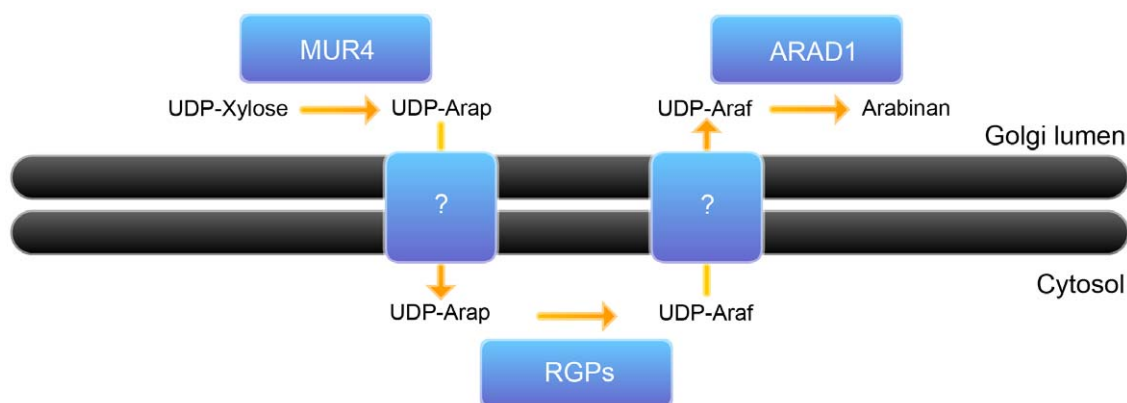 MUR4
ARAD1
UDP-Xylose
UDP-Arap
UDP-Araf
Arabinan
Golgi lumen
?
?
Cytosol
UDP-Arap
UDP-Araf
RGPs